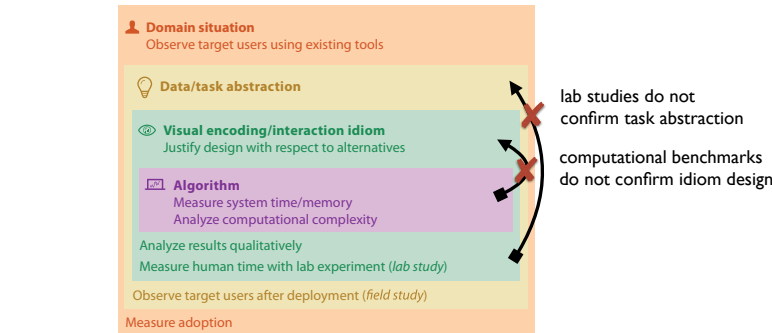 Domain situation
Observe target users using existing tools
Data/task abstraction
Visual encoding/interaction idiom
Justify design with respect to alternatives
Algorithm
Measure system time/memory
Analyze computational complexity
Analyze results qualitatively
Measure human time with lab experiment (lab study)
Observe target users after deployment (field study)
Measure adoption
lab studies do not
confirm task abstraction
computational benchmarks
do not confirm idiom design